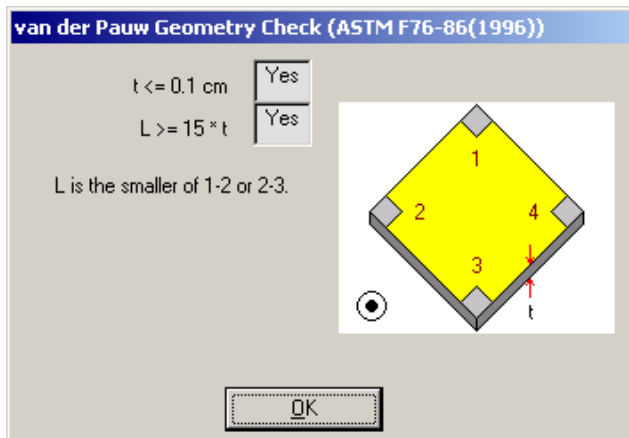 van der Pauw Geometry Check (ASTM F76-86(1996))
t <= 0.1 cm Yes
L >= 15 * t Yes
L is the smaller of 1-2 or 2-3.
1
2 4
3
t
OK